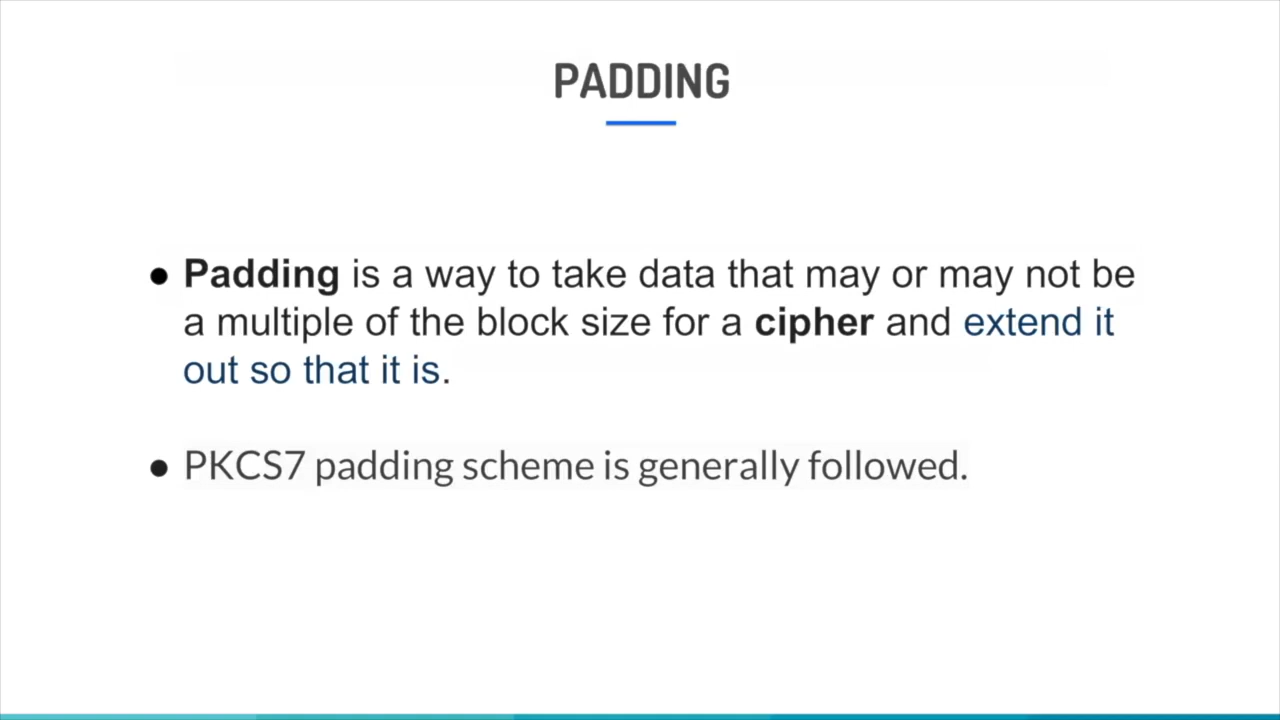 PADDING
● Padding is a way to take data that may or may not be
a multiple of the block size for a cipher and extend it
out so that it is.
● PKCS7 padding scheme is generally followed.